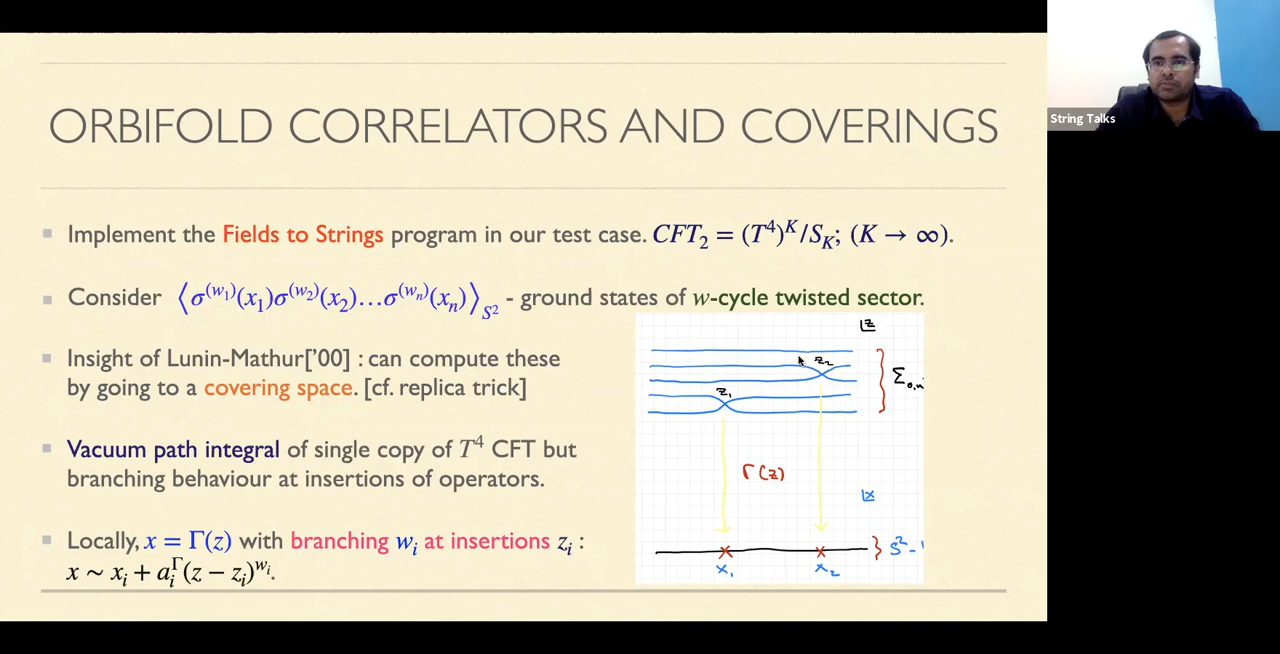 ORBIFOLD CORRELATORS AND COVERINGS
String Talks
Implement the Fields to Strings program in our test case. CFT₂ = (T⁴)ᴷ/S_K; (K → ∞).
Consider ⟨σ^(w₁)(x₁)σ^(w₂)(x₂)…σ^(wₙ)(xₙ)⟩_S² - ground states of w-cycle twisted sector.
Insight of Lunin-Mathur['00] : can compute these
by going to a covering space. [cf. replica trick]
Vacuum path integral of single copy of T⁴ CFT but
branching behaviour at insertions of operators.
Locally, x = Γ(z) with branching wᵢ at insertions zᵢ :
x ~ xᵢ + aᵢ^Γ(z − zᵢ)^wᵢ.
z
z₂
z₁
Σ₀,ₙ
Γ(z)
x
S² -
x₁
x₂